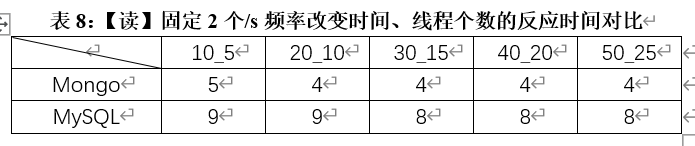 表 8：【读】固定 2 个/s 频率改变时间、线程个数的反应时间对比
10_5 20_10 30_15 40_20 50_25
Mongo 5 4 4 4 4
MySQL 9 9 8 8 8